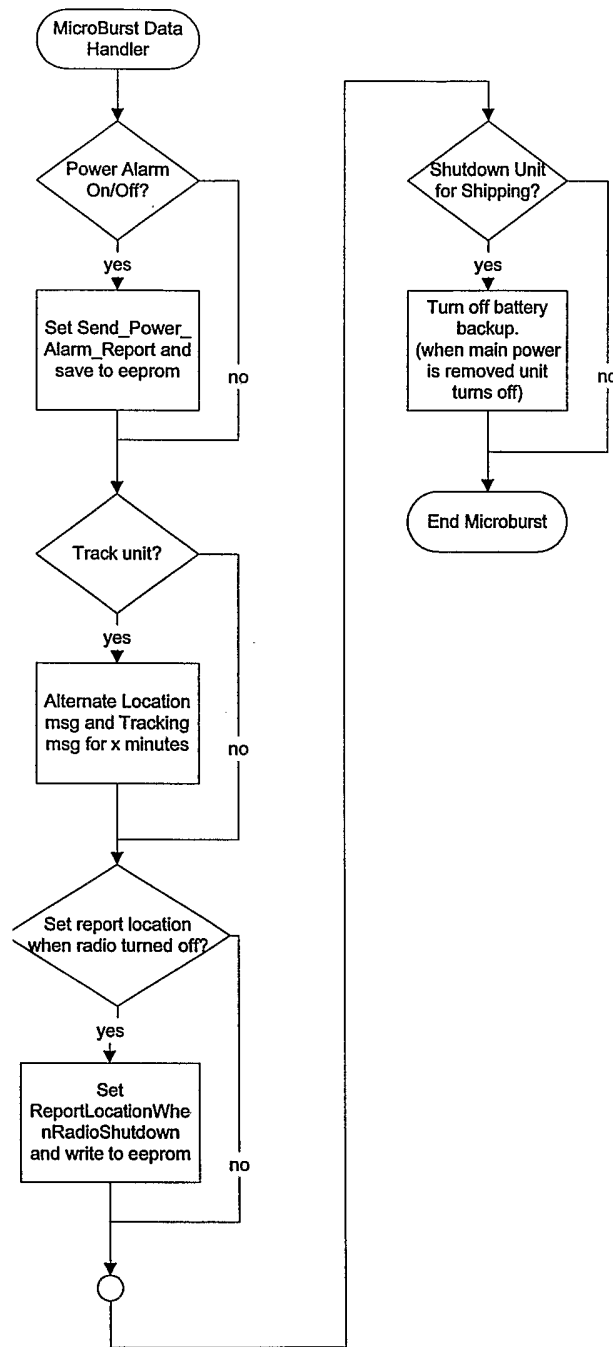 MicroBurst Data
Handler
Power Alarm
On/Off?
yes
Set Send_Power_
Alarm_Report and
save to eeprom
no
Track unit?
yes
Alternate Location
msg and Tracking
msg for x minutes
no
Set report location
when radio turned off?
yes
Set
ReportLocationWhe
nRadioShutdown
and write to eeprom
no
Shutdown Unit
for Shipping?
yes
Turn off battery
backup.
(when main power
is removed unit
turns off)
no
End Microburst